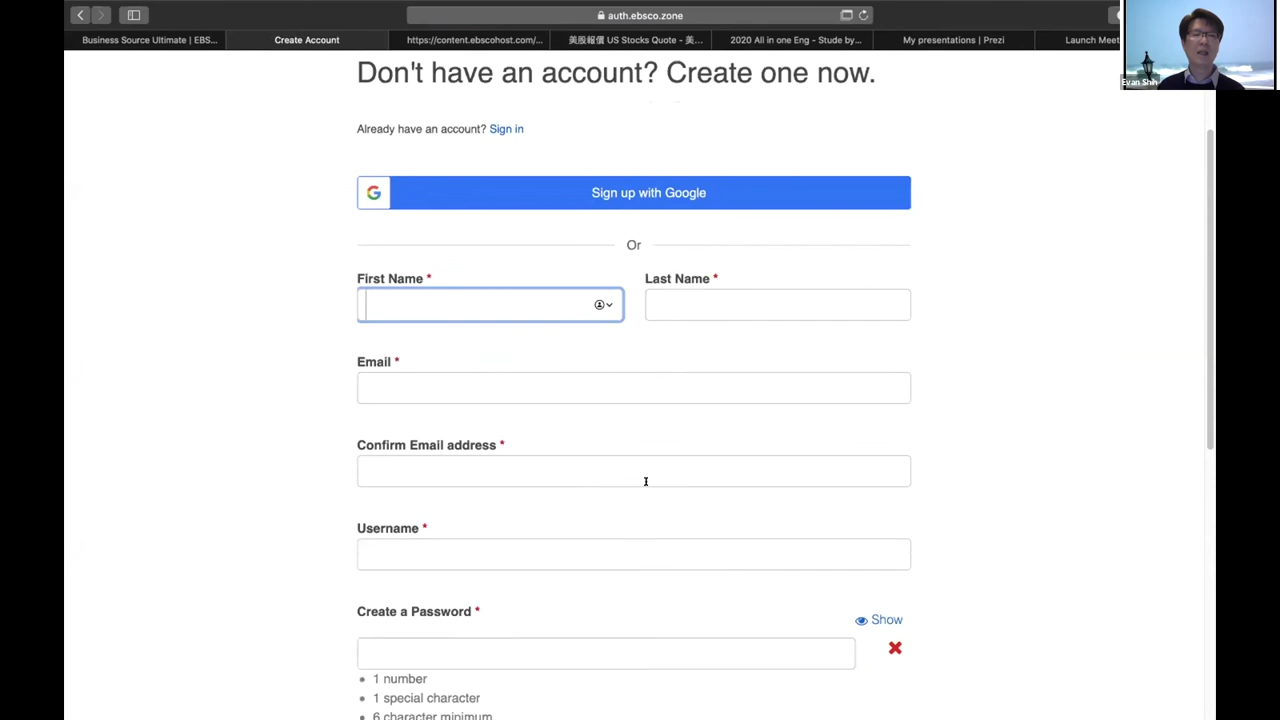 auth.ebsco.zone
Business Source Ultimate | EBS...
Create Account
https://content.ebscohost.com/...
美股報價 US Stocks Quote - 美...
2020 All in one Eng - Stude by...
My presentations | Prezi
Launch Meet
Evan Shih
Don't have an account? Create one now.
Already have an account? Sign in
Sign up with Google
Or
First Name *
Last Name *
Email *
Confirm Email address *
Username *
Create a Password *
Show
1 number
1 special character
6 character minimum